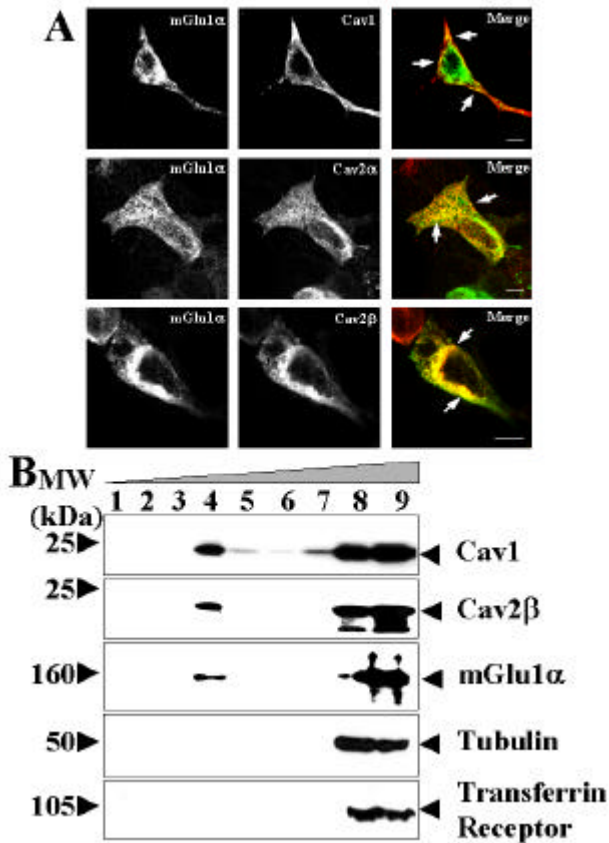 A
mGlu1α Cav1 Merge
mGlu1α Cav2α Merge
mGlu1α Cav2β Merge
B MW
1 2 3 4 5 6 7 8 9
(kDa)
25 Cav1
25 Cav2β
160 mGlu1α
50 Tubulin
105 Transferrin
Receptor